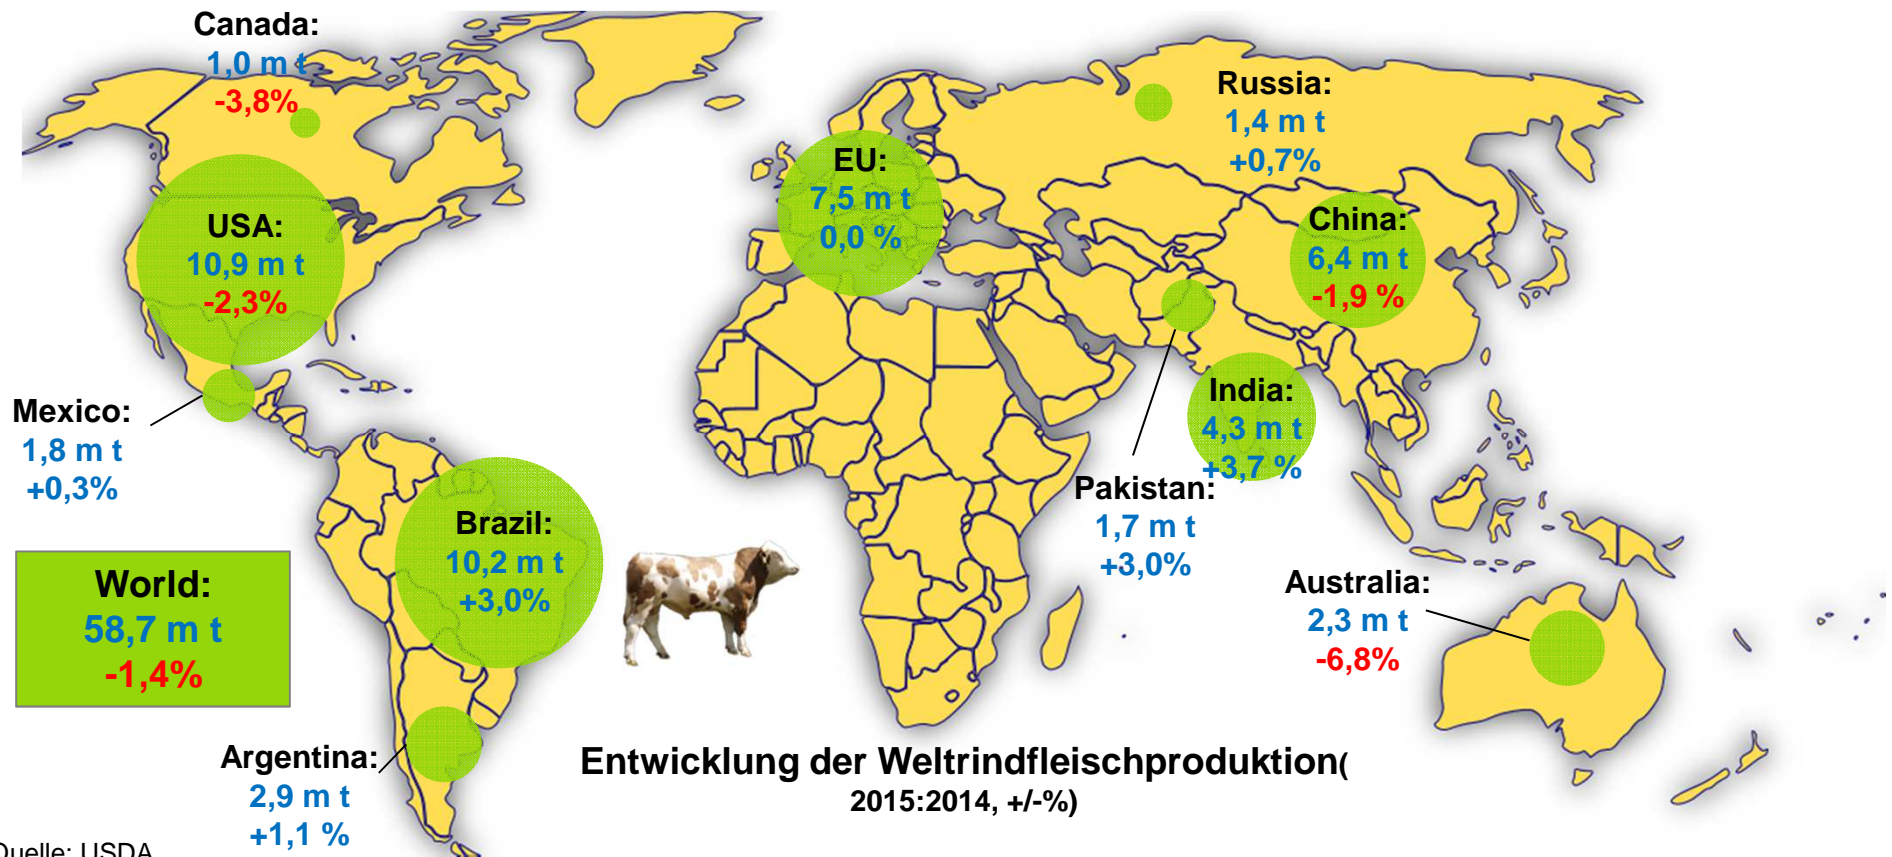 Canada:
1,0 m t
-3,8%
Russia:
1,4 m t
+0,7%
EU:
7,5 m t
0,0 %
USA:
10,9 m t
-2,3%
China:
6,4 m t
-1,9 %
Mexico:
1,8 m t
+0,3%
India:
4,3 m t
+3,7 %
Pakistan:
1,7 m t
+3,0%
Brazil:
10,2 m t
+3,0%
World:
58,7 m t
-1,4%
Australia:
2,3 m t
-6,8%
Argentina:
2,9 m t
+1,1 %
Entwicklung der Weltrindfleischproduktion(
2015:2014, +/-%)
Quelle: USDA